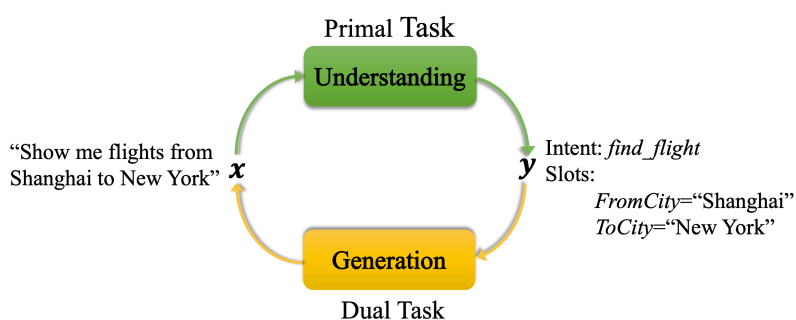 Primal Task
Understanding
“Show me flights from
Shanghai to New York”
x
y
Intent: find_flight
Slots:
FromCity=“Shanghai”
ToCity=“New York”
Generation
Dual Task